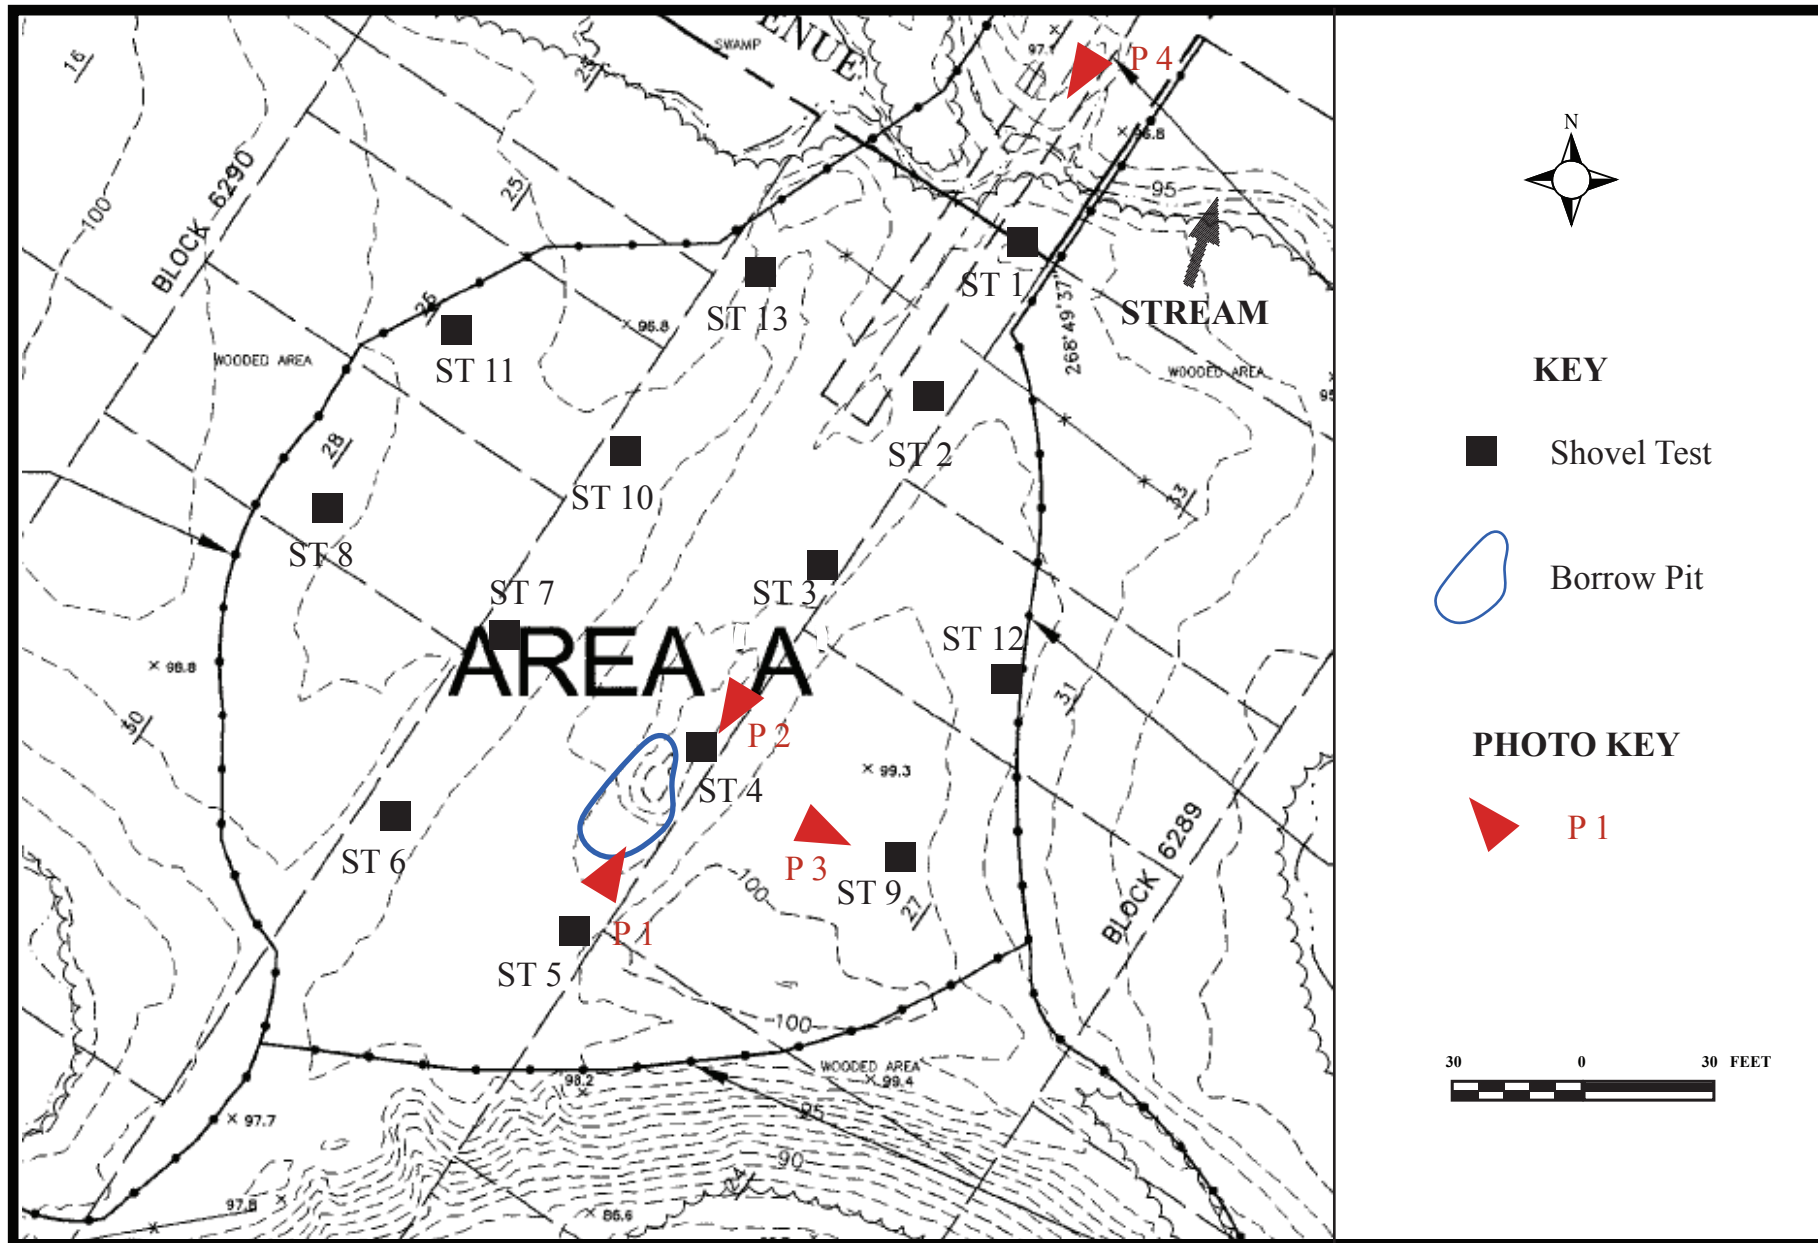 16
SWAMP
ENUE
25
97.1
P 4
96.8
N
100
BLOCK 6290
25
95
ST 1
STREAM
268°49'37"
26
ST 13
96.8
WOODED AREA
ST 11
WOODED AREA
KEY
28
ST 2
Shovel Test
ST 10
33
ST 8
ST 7
ST 3
Borrow Pit
AREA A
ST 12
98.8
30
31
P 2
PHOTO KEY
99.3
ST 4
P 1
ST 6
P 3
100
ST 9
27
BLOCK 6289
P 1
ST 5
100
WOODED AREA
98.2
99.4
30 0 30 FEET
97.7
95
90
97.8
86.6